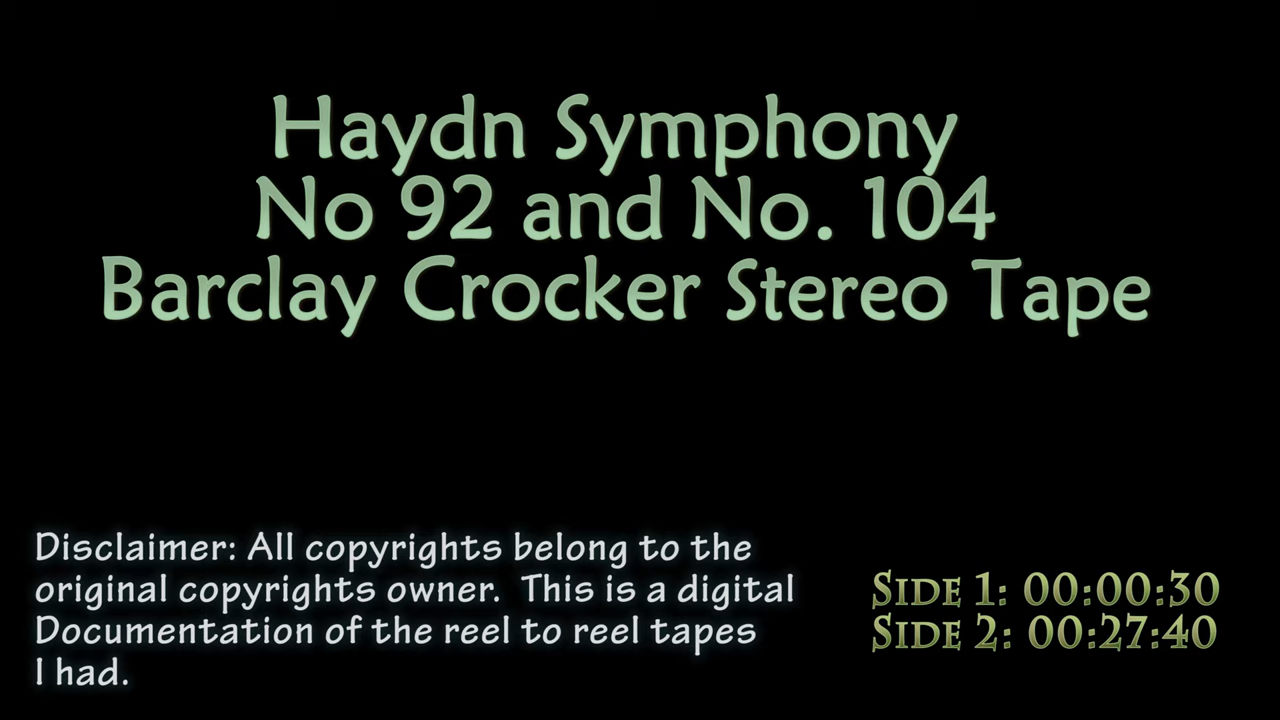 Haydn Symphony
No 92 and No. 104
Barclay Crocker Stereo Tape
Disclaimer: All copyrights belong to the
original copyrights owner. This is a digital
Documentation of the reel to reel tapes
I had.
Side 1: 00:00:30
Side 2: 00:27:40